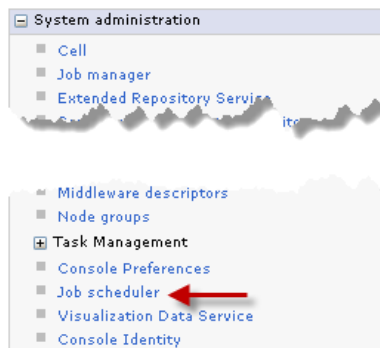 System administration
Cell
Job manager
Extended Repository Service
Middleware descriptors
Node groups
Task Management
Console Preferences
Job scheduler
Visualization Data Service
Console Identity